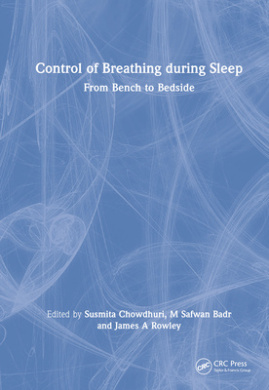 Control of Breathing during Sleep
From Bench to Bedside
Edited by Susmita Chowdhuri, M Safwan Badr
and James A Rowley
CRC Press
Taylor & Francis Group